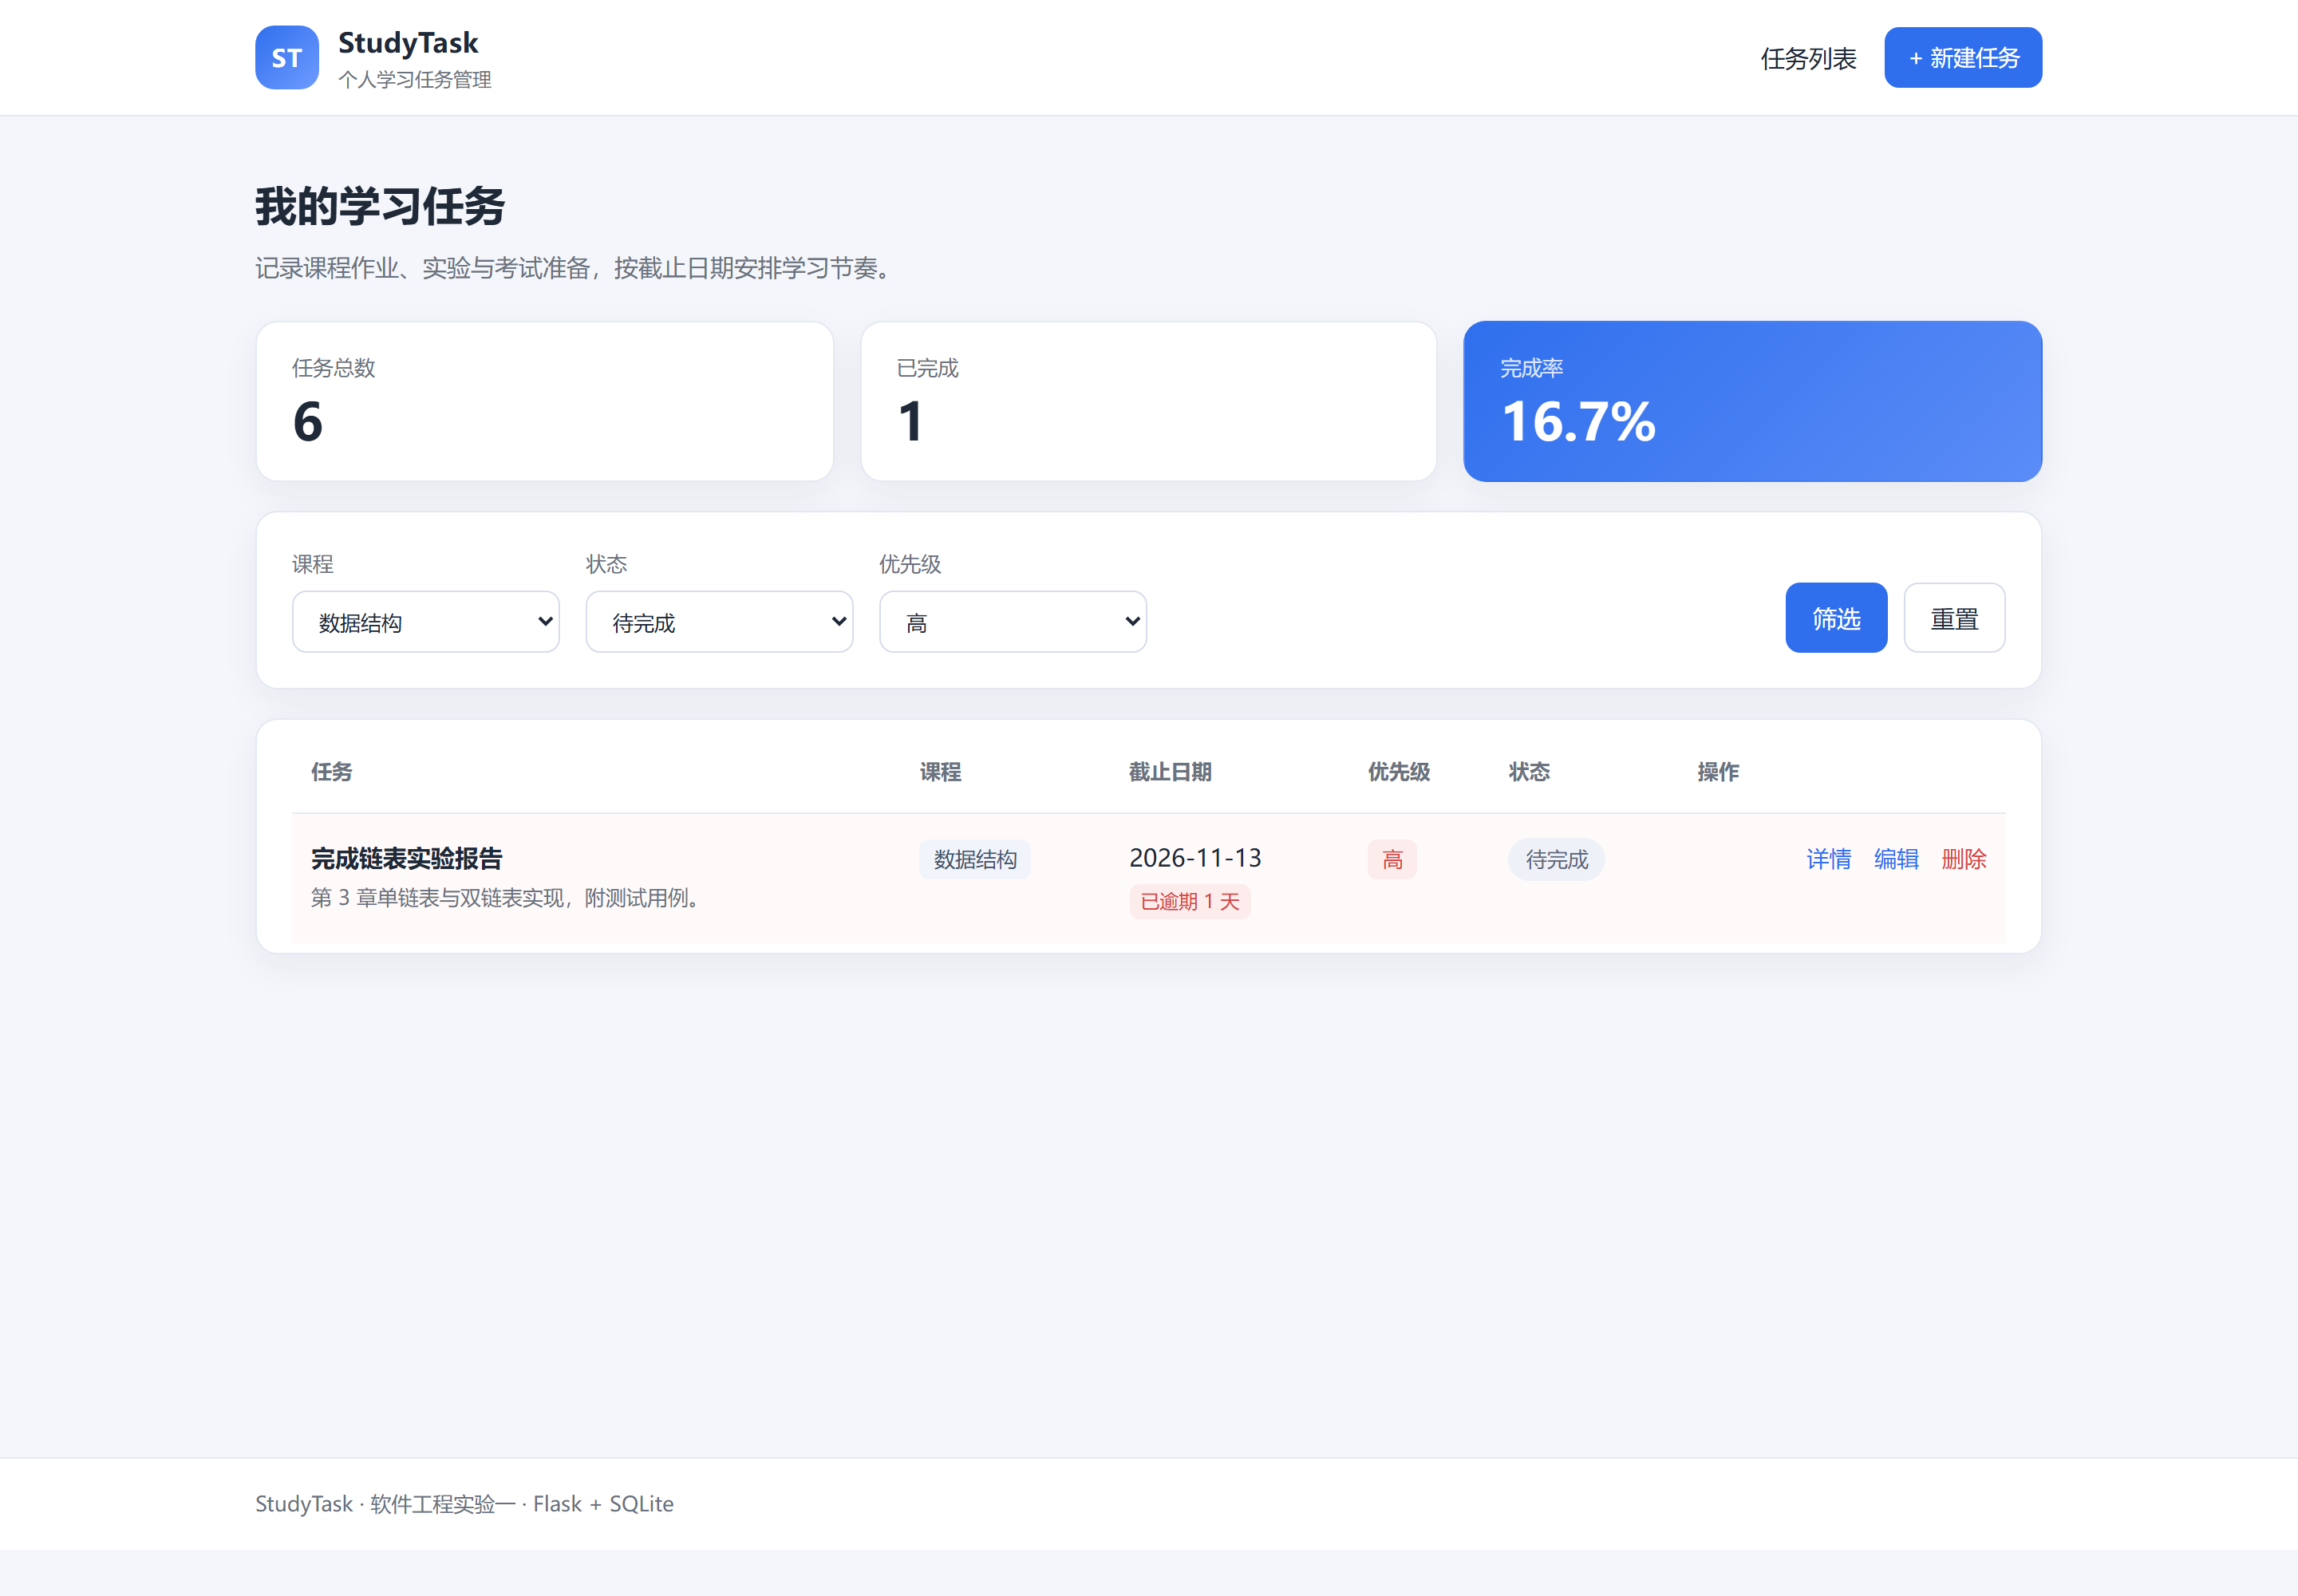 ST
StudyTask
个人学习任务管理
任务列表
+ 新建任务
我的学习任务
记录课程作业、实验与考试准备，按截止日期安排学习节奏。
任务总数
6
已完成
1
完成率
16.7%
课程
数据结构
状态
待完成
优先级
高
筛选
重置
任务 课程 截止日期 优先级 状态 操作
完成链表实验报告 数据结构 2026-11-13 高 待完成 详情 编辑 删除
第 3 章单链表与双链表实现，附测试用例。 已逾期 1 天
StudyTask · 软件工程实验一 · Flask + SQLite